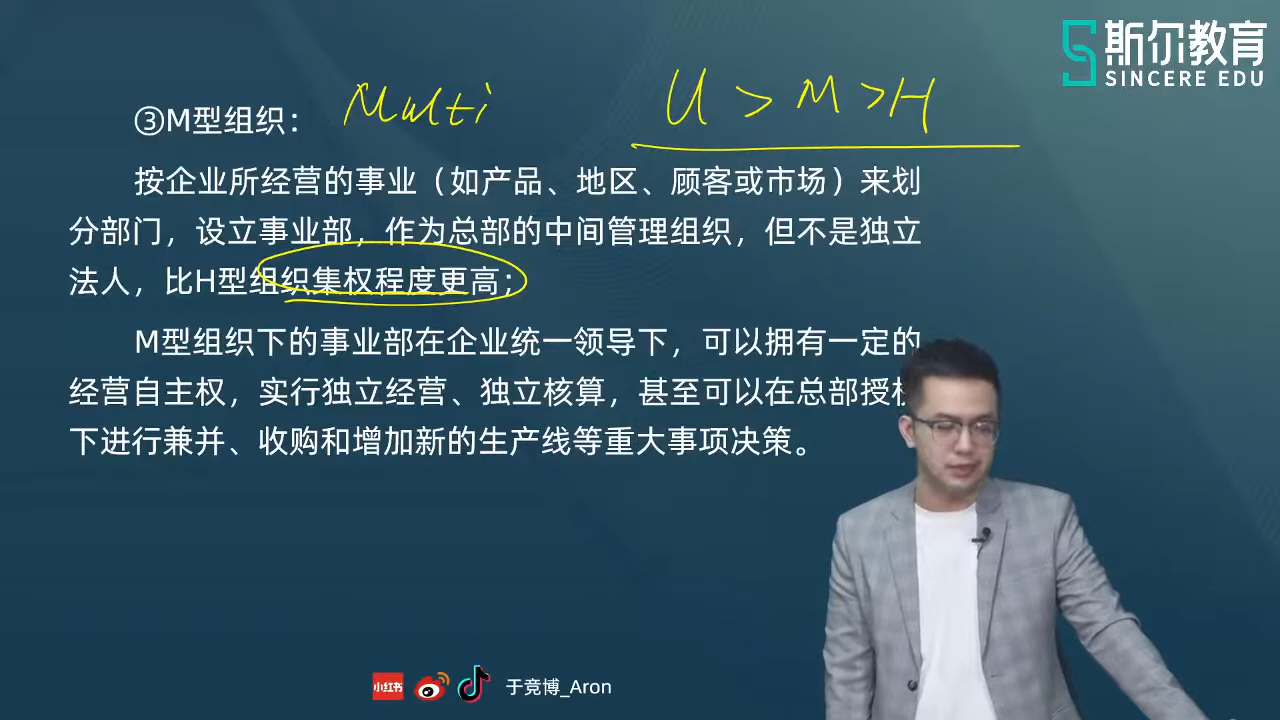 斯尔教育
SINCERE EDU
③M型组织：
Multi
U > M > H
按企业所经营的事业（如产品、地区、顾客或市场）来划
分部门，设立事业部，作为总部的中间管理组织，但不是独立
法人，比H型组织集权程度更高；
M型组织下的事业部在企业统一领导下，可以拥有一定的
经营自主权，实行独立经营、独立核算，甚至可以在总部授权
下进行兼并、收购和增加新的生产线等重大事项决策。
小红书
于竞博_Aron